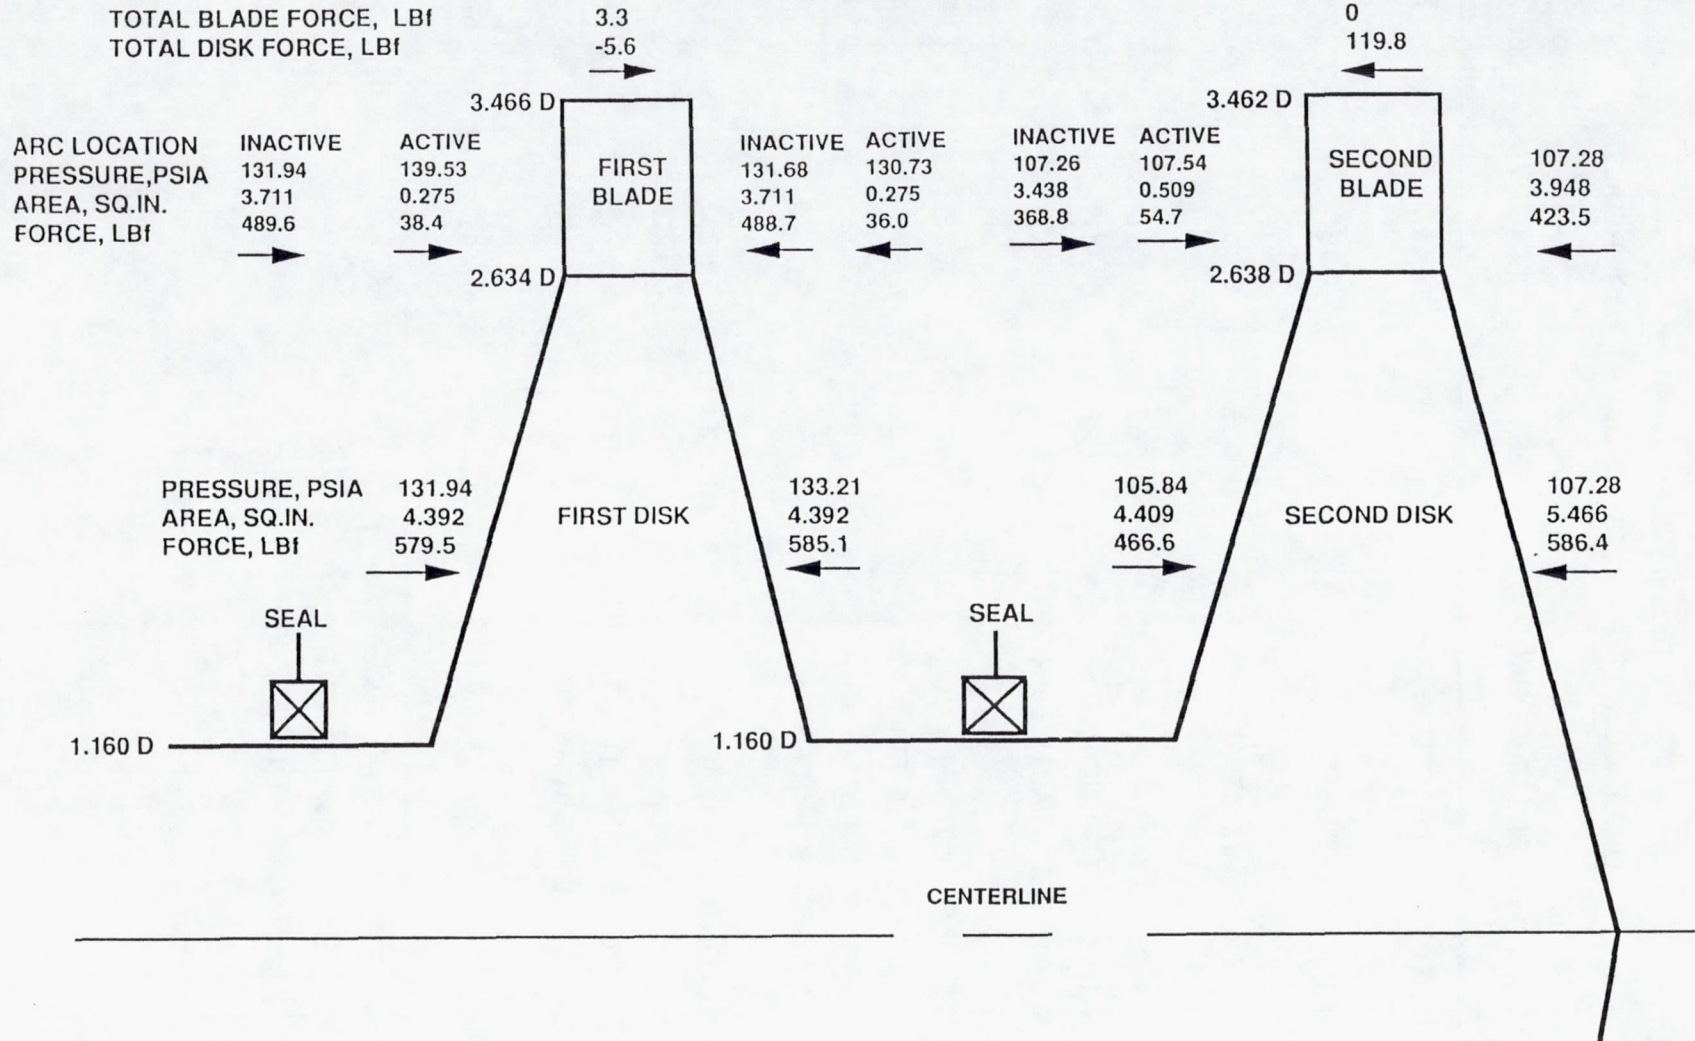 TOTAL BLADE FORCE, LBf 3.3 0
TOTAL DISK FORCE, LBf -5.6 119.8
3.466 D 3.462 D
ARC LOCATION INACTIVE ACTIVE INACTIVE ACTIVE INACTIVE ACTIVE
PRESSURE,PSIA 131.94 139.53 131.68 130.73 107.26 107.54 107.28
AREA, SQ.IN. 3.711 0.275 3.711 0.275 3.438 0.509 3.948
FORCE, LBf 489.6 38.4 488.7 36.0 368.8 54.7 423.5
FIRST
BLADE
SECOND
BLADE
2.634 D 2.638 D
PRESSURE, PSIA 131.94 133.21 105.84 107.28
AREA, SQ.IN. 4.392 FIRST DISK 4.392 4.409 SECOND DISK 5.466
FORCE, LBf 579.5 585.1 466.6 586.4
SEAL SEAL
1.160 D 1.160 D
CENTERLINE